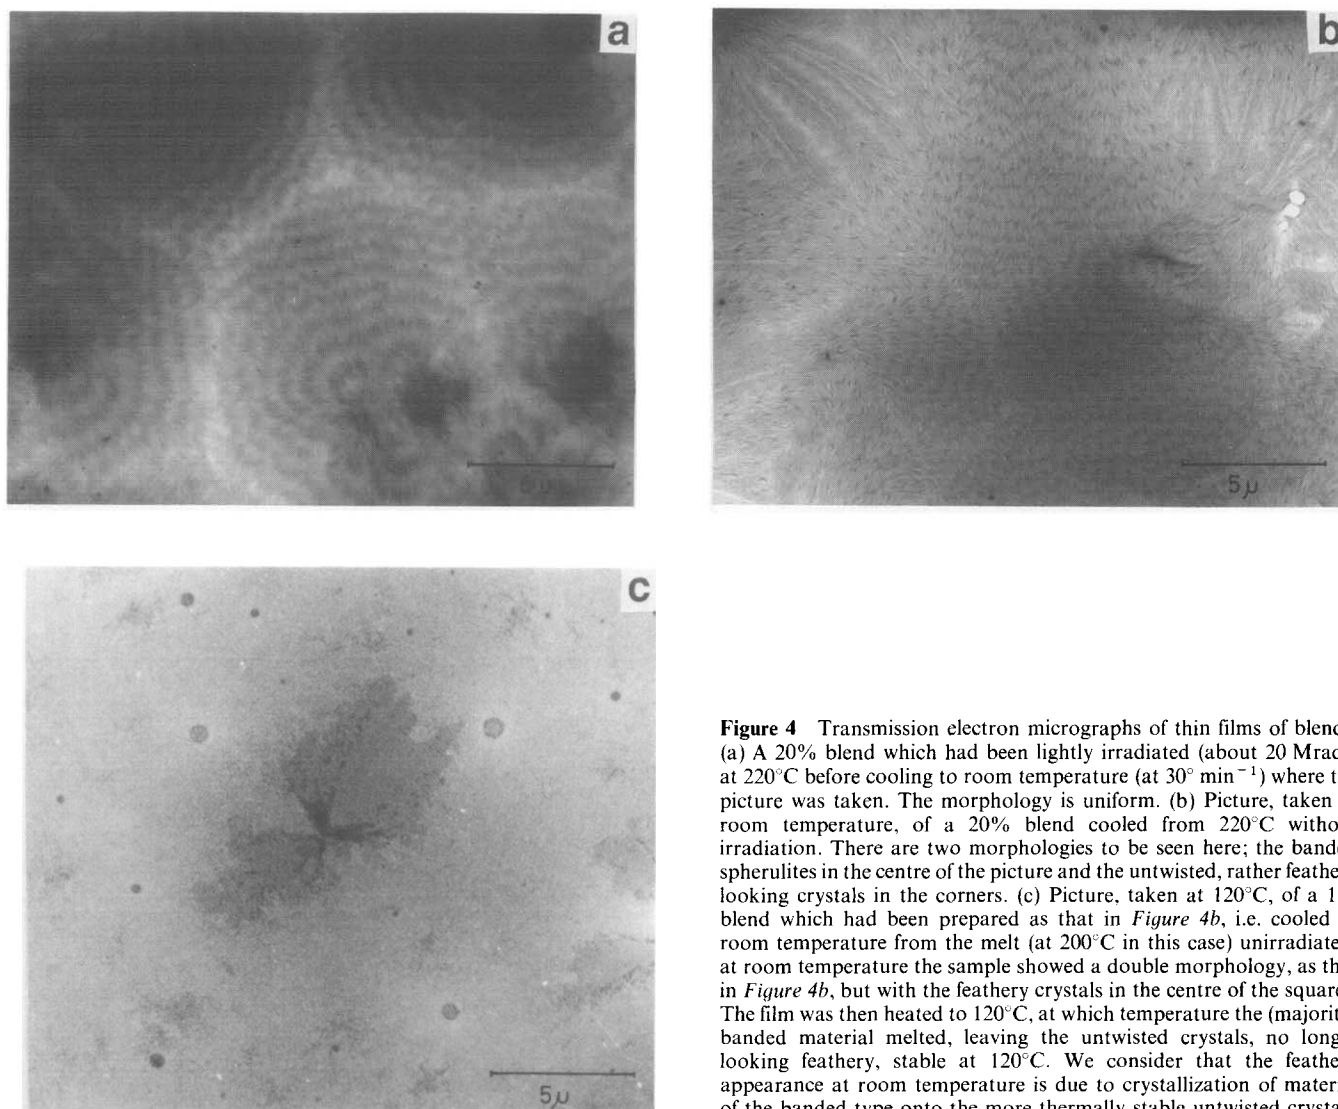 a
b
5μ
c
5μ
Figure 4 Transmission electron micrographs of thin films of blend
(a) A 20% blend which had been lightly irradiated (about 20 Mrad
at 220°C before cooling to room temperature (at 30° min⁻¹) where t
picture was taken. The morphology is uniform. (b) Picture, taken
room temperature, of a 20% blend cooled from 220°C witho
irradiation. There are two morphologies to be seen here; the bande
spherulites in the centre of the picture and the untwisted, rather feathe
looking crystals in the corners. (c) Picture, taken at 120°C, of a 1
blend which had been prepared as that in Figure 4b, i.e. cooled
room temperature from the melt (at 200°C in this case) unirradiate
at room temperature the sample showed a double morphology, as th
in Figure 4b, but with the feathery crystals in the centre of the square
The film was then heated to 120°C, at which temperature the (majorit
banded material melted, leaving the untwisted crystals, no long
looking feathery, stable at 120°C. We consider that the feather
appearance at room temperature is due to crystallization of materi
of the banded type onto the more thermally stable untwisted crysta